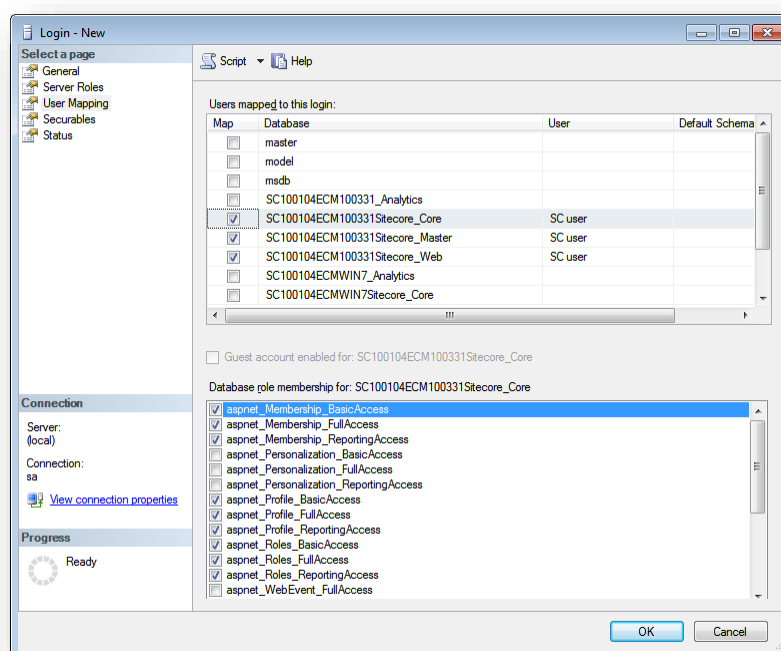 Login - New
Select a page
General
Server Roles
User Mapping
Securables
Status
Script Help
Users mapped to this login:
Map Database User Default Schema
master
model
msdb
SC100104ECM100331_Analytics
SC100104ECM100331Sitecore_Core SC user
SC100104ECM100331Sitecore_Master SC user
SC100104ECM100331Sitecore_Web SC user
SC100104ECMWIN7_Analytics
SC100104ECMWIN7Sitecore_Core
Guest account enabled for: SC100104ECM100331Sitecore_Core
Database role membership for: SC100104ECM100331Sitecore_Core
aspnet_Membership_BasicAccess
aspnet_Membership_FullAccess
aspnet_Membership_ReportingAccess
aspnet_Personalization_BasicAccess
aspnet_Personalization_FullAccess
aspnet_Personalization_ReportingAccess
aspnet_Profile_BasicAccess
aspnet_Profile_FullAccess
aspnet_Profile_ReportingAccess
aspnet_Roles_BasicAccess
aspnet_Roles_FullAccess
aspnet_Roles_ReportingAccess
aspnet_WebEvent_FullAccess
Connection
Server:
(local)
Connection:
sa
View connection properties
Progress
Ready
OK Cancel